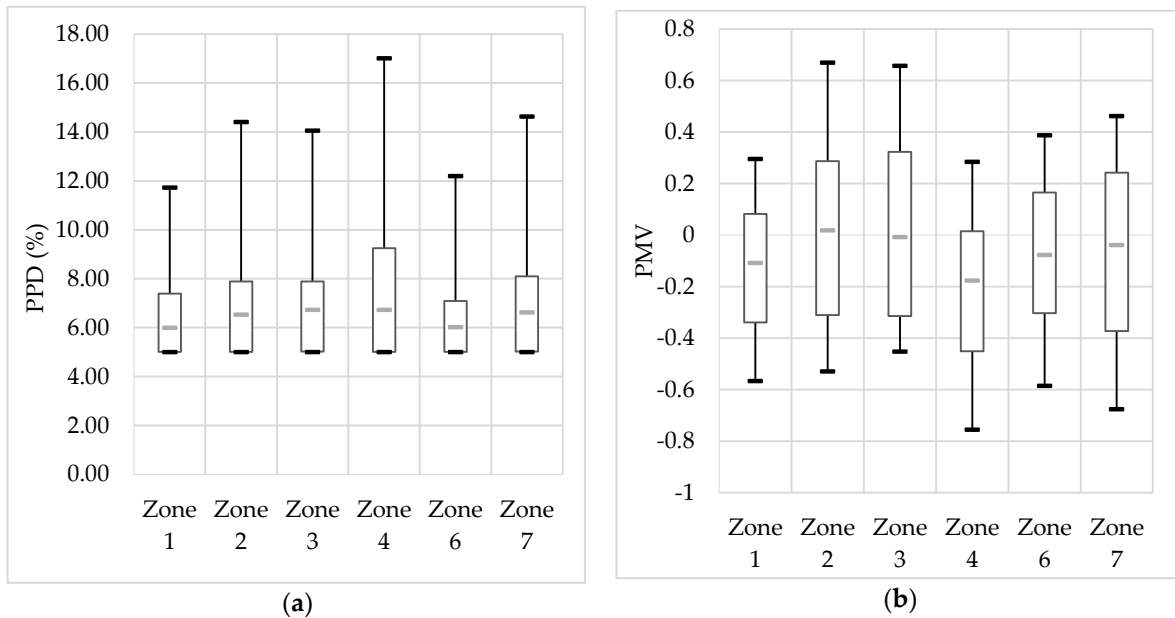 18.00
16.00
14.00
12.00
10.00
8.00
6.00
4.00
2.00
0.00
PPD (%)
Zone 1
Zone 2
Zone 3
Zone 4
Zone 6
Zone 7
(a)
0.8
0.6
0.4
0.2
0
-0.2
-0.4
-0.6
-0.8
-1
PMV
Zone 1
Zone 2
Zone 3
Zone 4
Zone 6
Zone 7
(b)